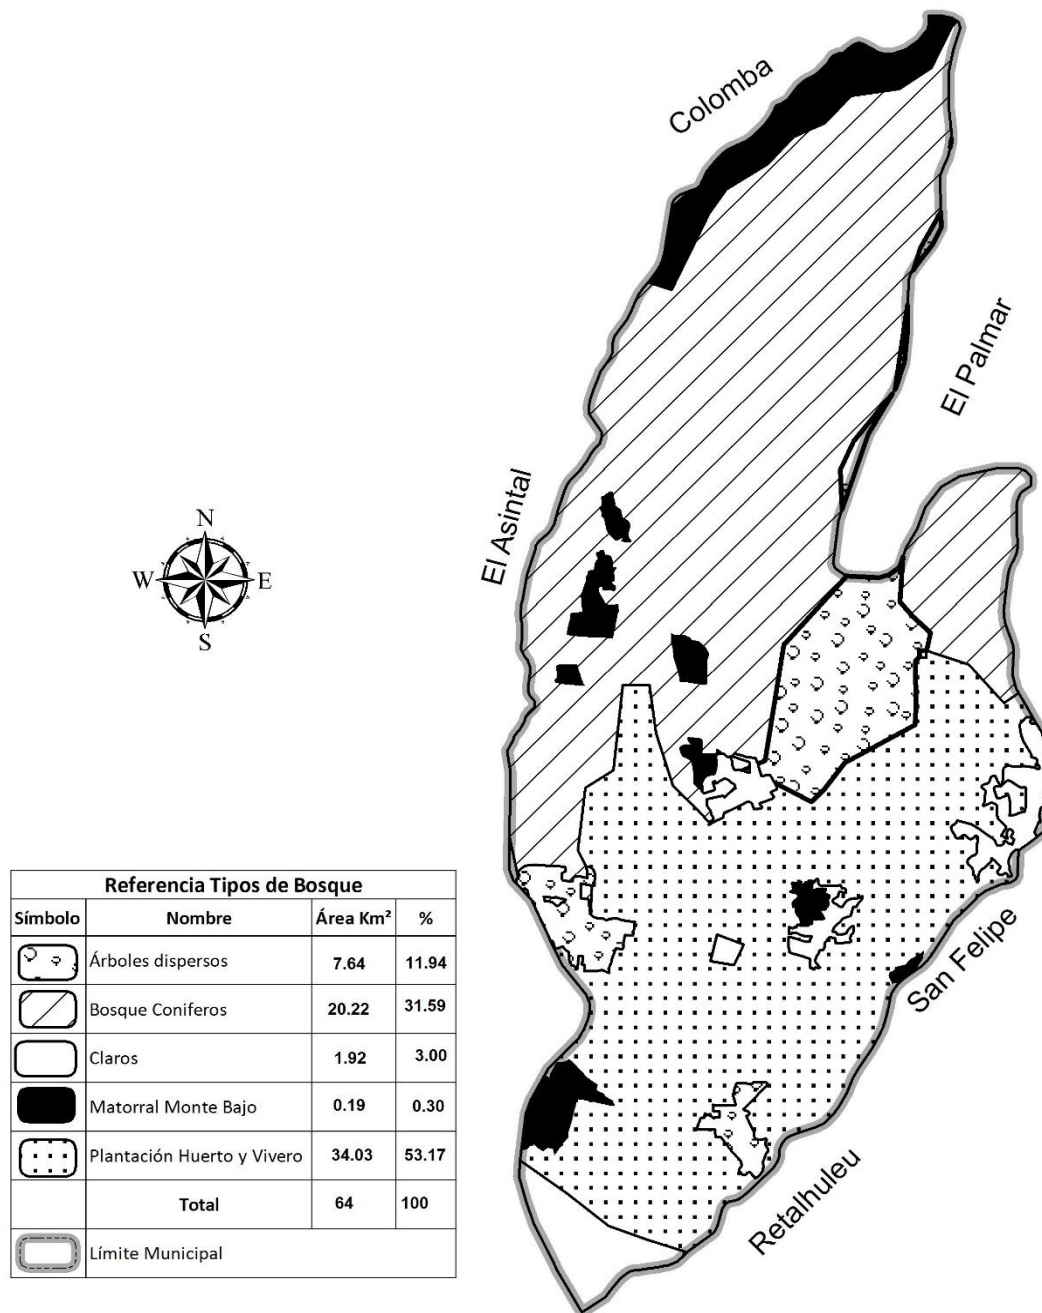 Colomba
El Palmar
El Asintal
N
W E
S
San Felipe
Retalhuleu
Referencia Tipos de Bosque
Símbolo Nombre Área Km² %
Árboles dispersos 7.64 11.94
Bosque Coniferos 20.22 31.59
Claros 1.92 3.00
Matorral Monte Bajo 0.19 0.30
Plantación Huerto y Vivero 34.03 53.17
Total 64 100
Límite Municipal